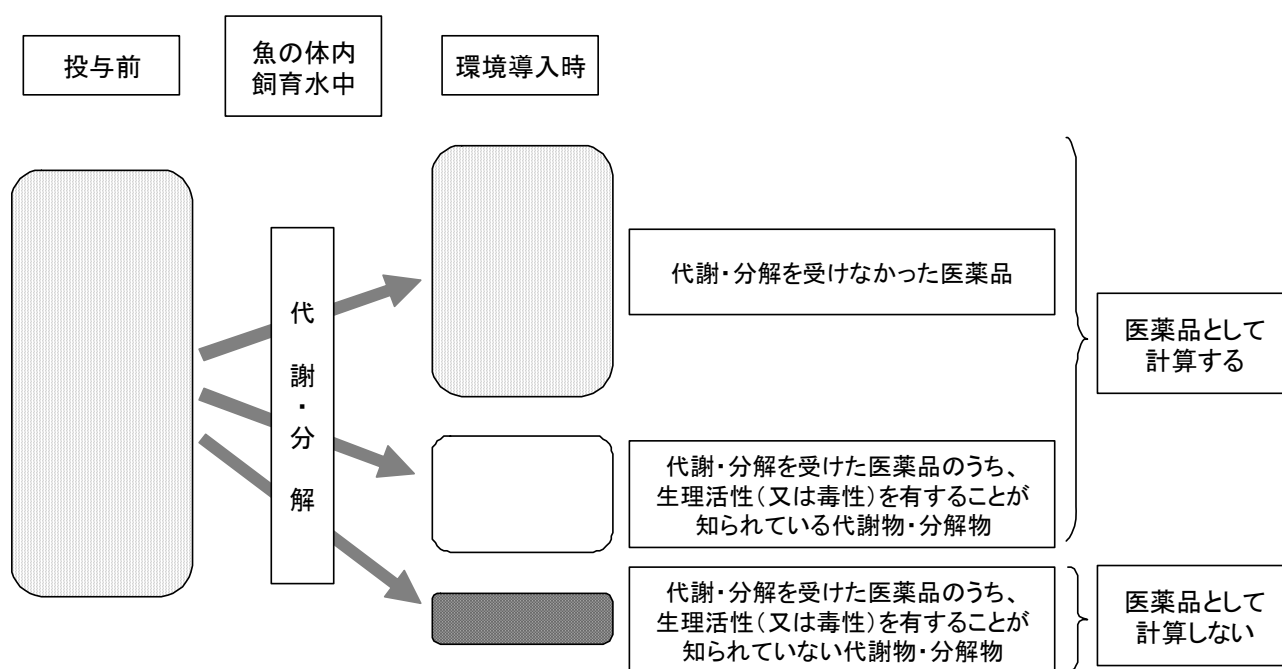 投与前
魚の体内
飼育水中
環境導入時
代謝・分解
代謝・分解を受けなかった医薬品
医薬品として
計算する
代謝・分解を受けた医薬品のうち、
生理活性(又は毒性)を有することが
知られている代謝物・分解物
代謝・分解を受けた医薬品のうち、
生理活性(又は毒性)を有することが
知られていない代謝物・分解物
医薬品として
計算しない